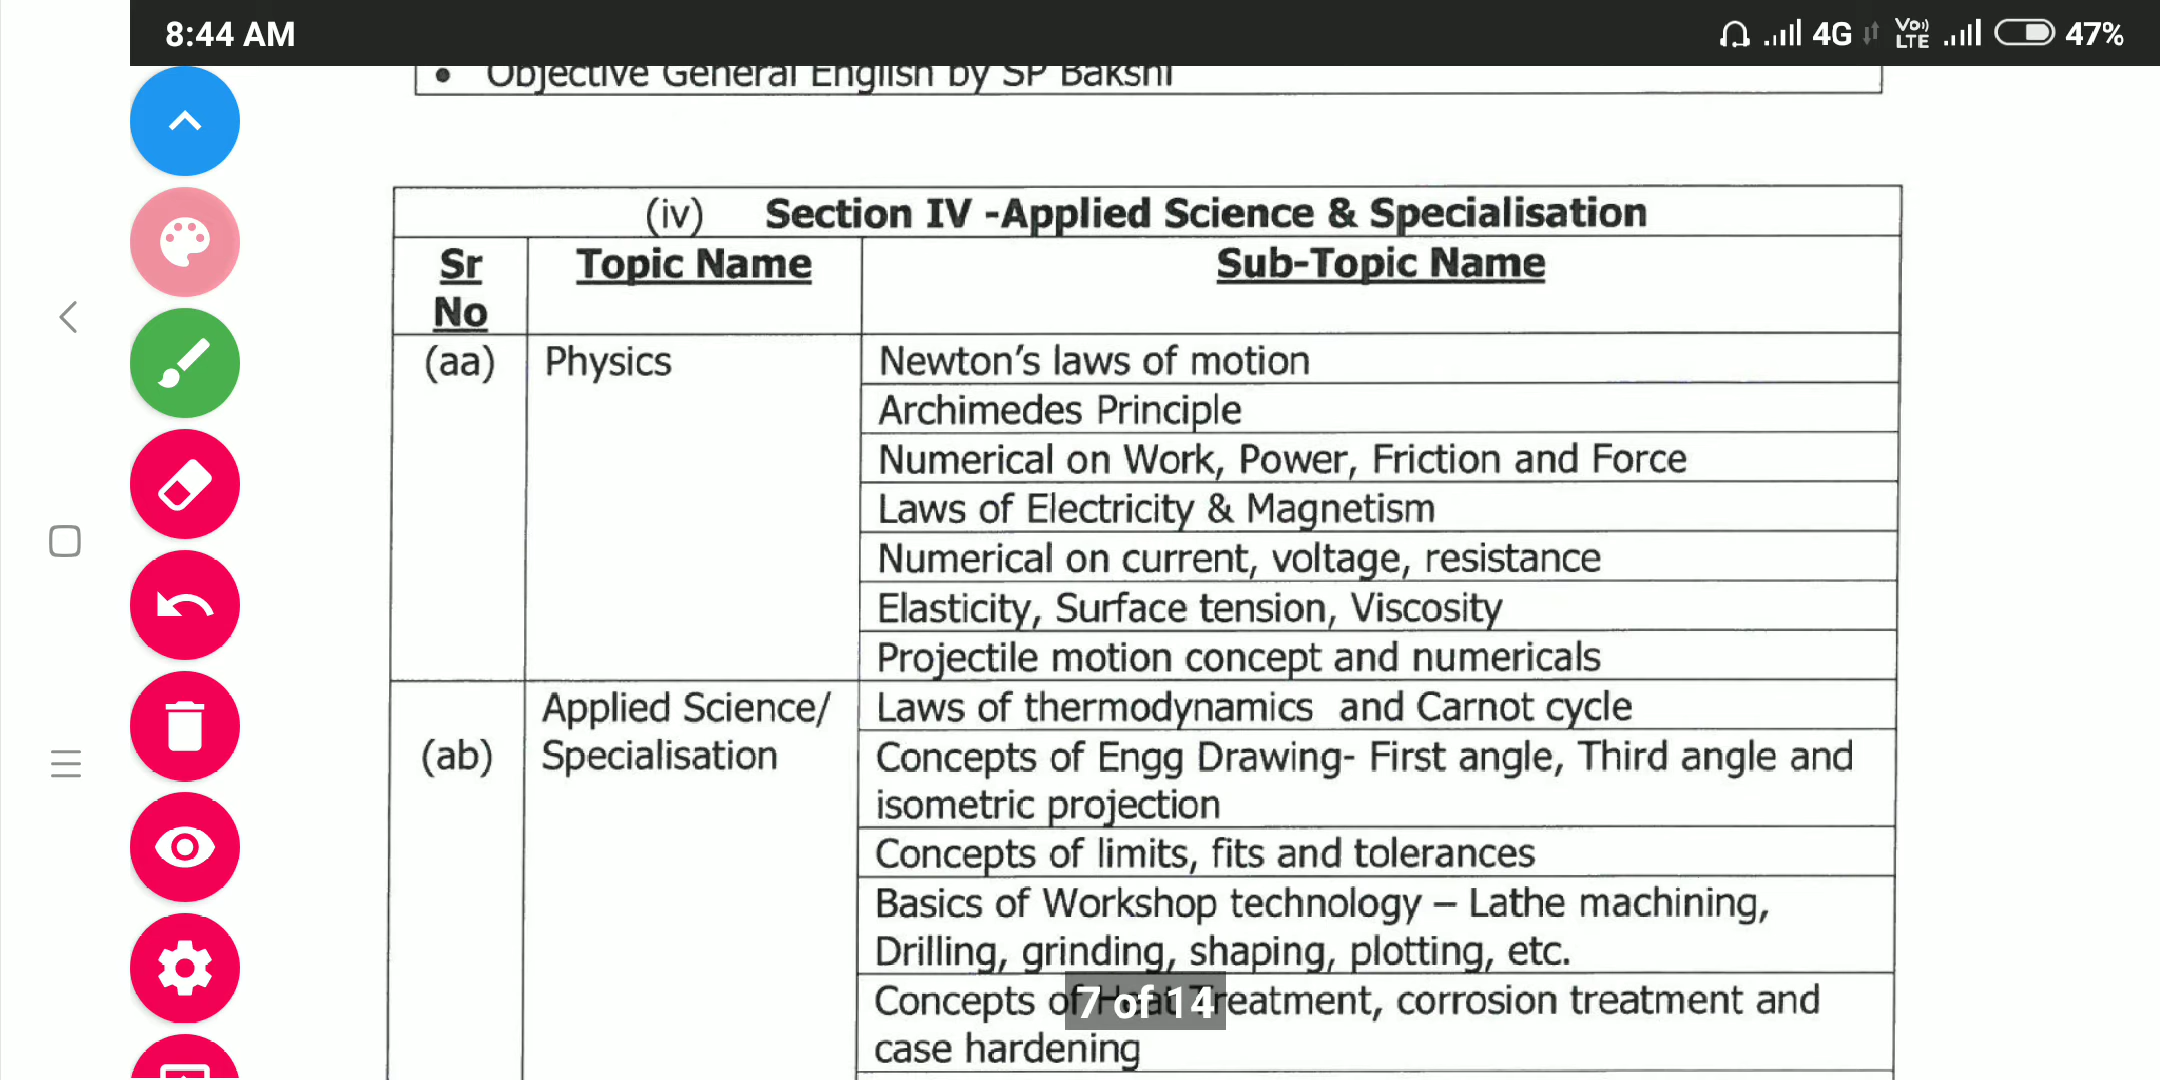 8:44 AM
4G Vo)) LTE 47%
• Objective General English by SP Bakshi
(iv) Section IV -Applied Science & Specialisation
Sr No Topic Name Sub-Topic Name
(aa) Physics Newton's laws of motion
Archimedes Principle
Numerical on Work, Power, Friction and Force
Laws of Electricity & Magnetism
Numerical on current, voltage, resistance
Elasticity, Surface tension, Viscosity
Projectile motion concept and numericals
(ab) Applied Science/ Specialisation Laws of thermodynamics and Carnot cycle
Concepts of Engg Drawing- First angle, Third angle and
isometric projection
Concepts of limits, fits and tolerances
Basics of Workshop technology – Lathe machining,
Drilling, grinding, shaping, plotting, etc.
Concepts of Heat Treatment, corrosion treatment and
case hardening
7 of 14